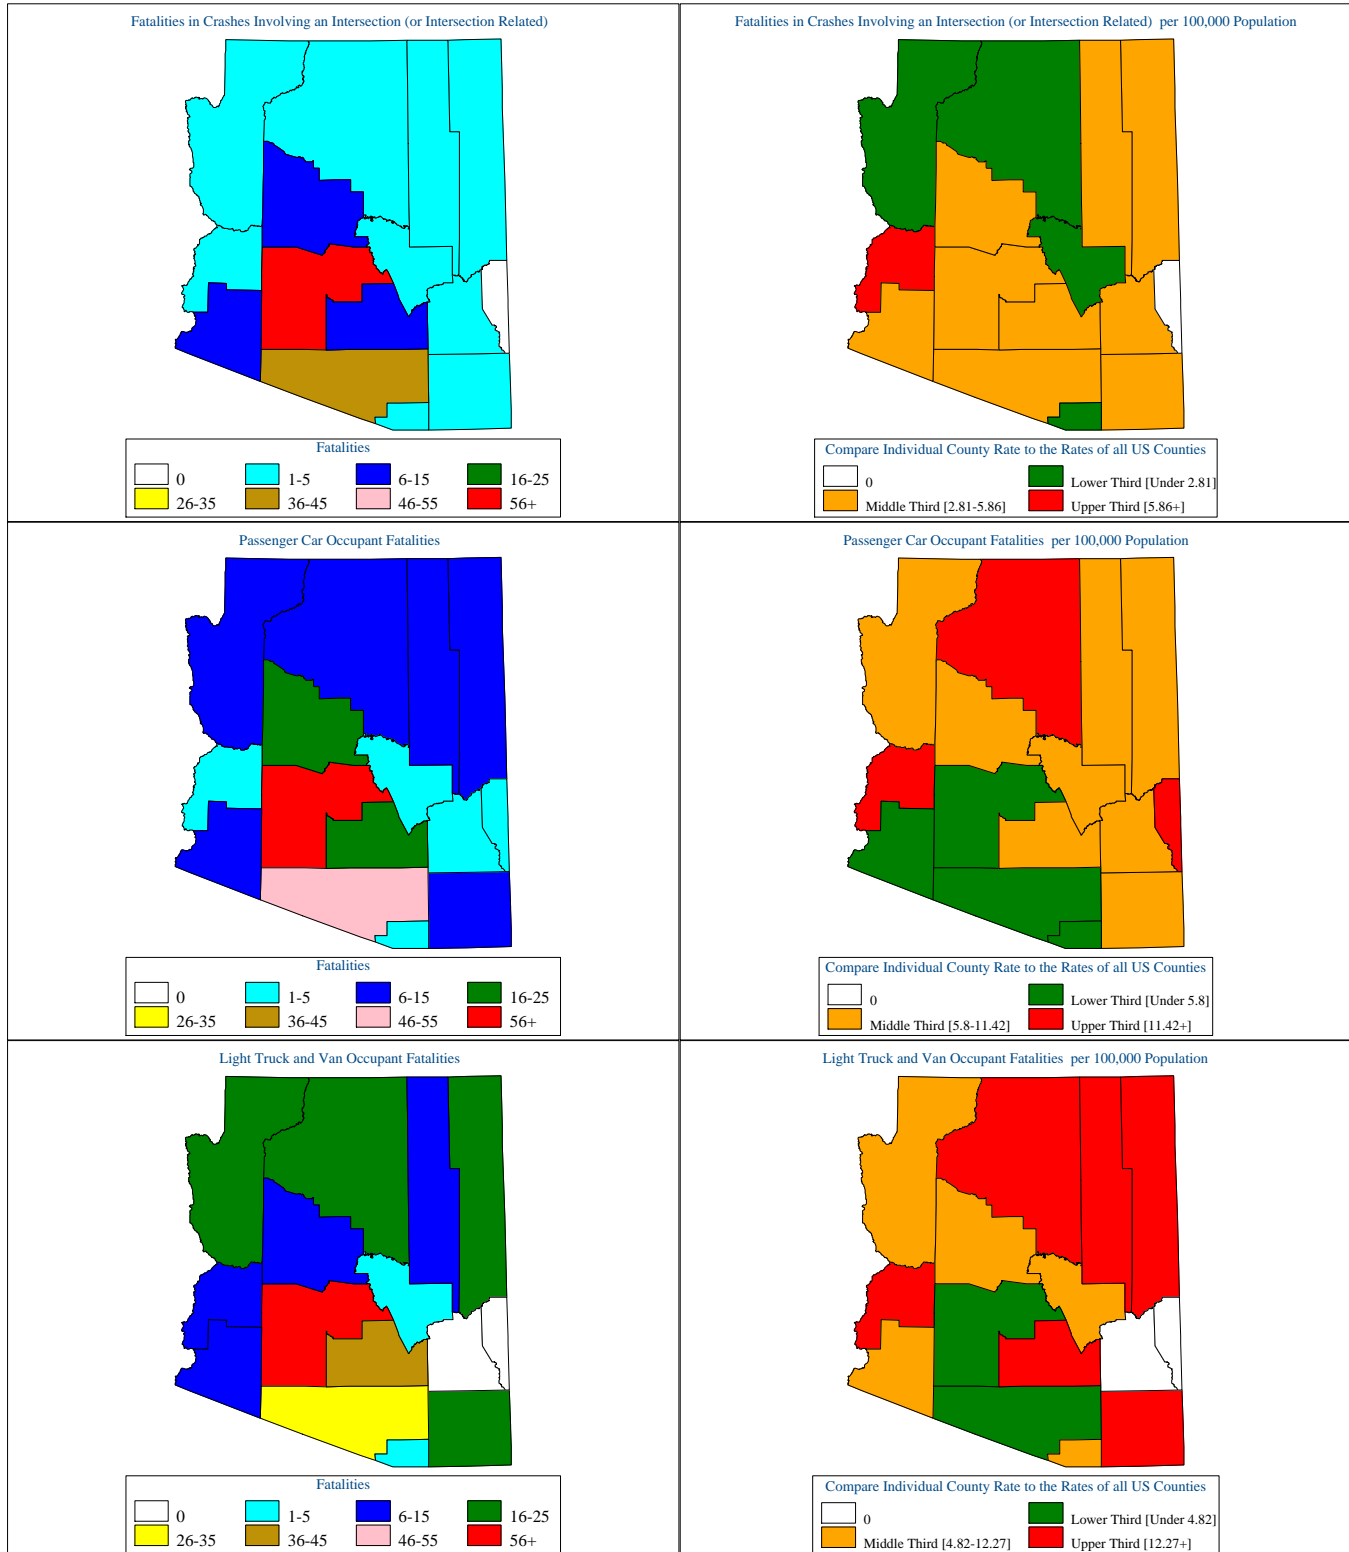 Fatalities in Crashes Involving an Intersection (or Intersection Related)
0
1-5
6-15
16-25
26-35
36-45
46-55
56+
Fatalities
Fatalities in Crashes Involving an Intersection (or Intersection Related) per 100,000 Population
Compare Individual County Rate to the Rates of all US Counties
0
Lower Third [Under 2.81]
Middle Third [2.81-5.86]
Upper Third [5.86+]
Passenger Car Occupant Fatalities
Fatalities
0
1-5
6-15
16-25
26-35
36-45
46-55
56+
Passenger Car Occupant Fatalities per 100,000 Population
Compare Individual County Rate to the Rates of all US Counties
0
Lower Third [Under 5.8]
Middle Third [5.8-11.42]
Upper Third [11.42+]
Light Truck and Van Occupant Fatalities
Fatalities
0
1-5
6-15
16-25
26-35
36-45
46-55
56+
Light Truck and Van Occupant Fatalities per 100,000 Population
Compare Individual County Rate to the Rates of all US Counties
0
Lower Third [Under 4.82]
Middle Third [4.82-12.27]
Upper Third [12.27+]